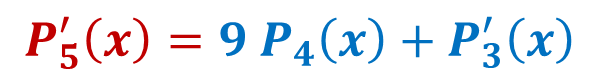 P′₅(x) = 9 P₄(x) + P′₃(x)